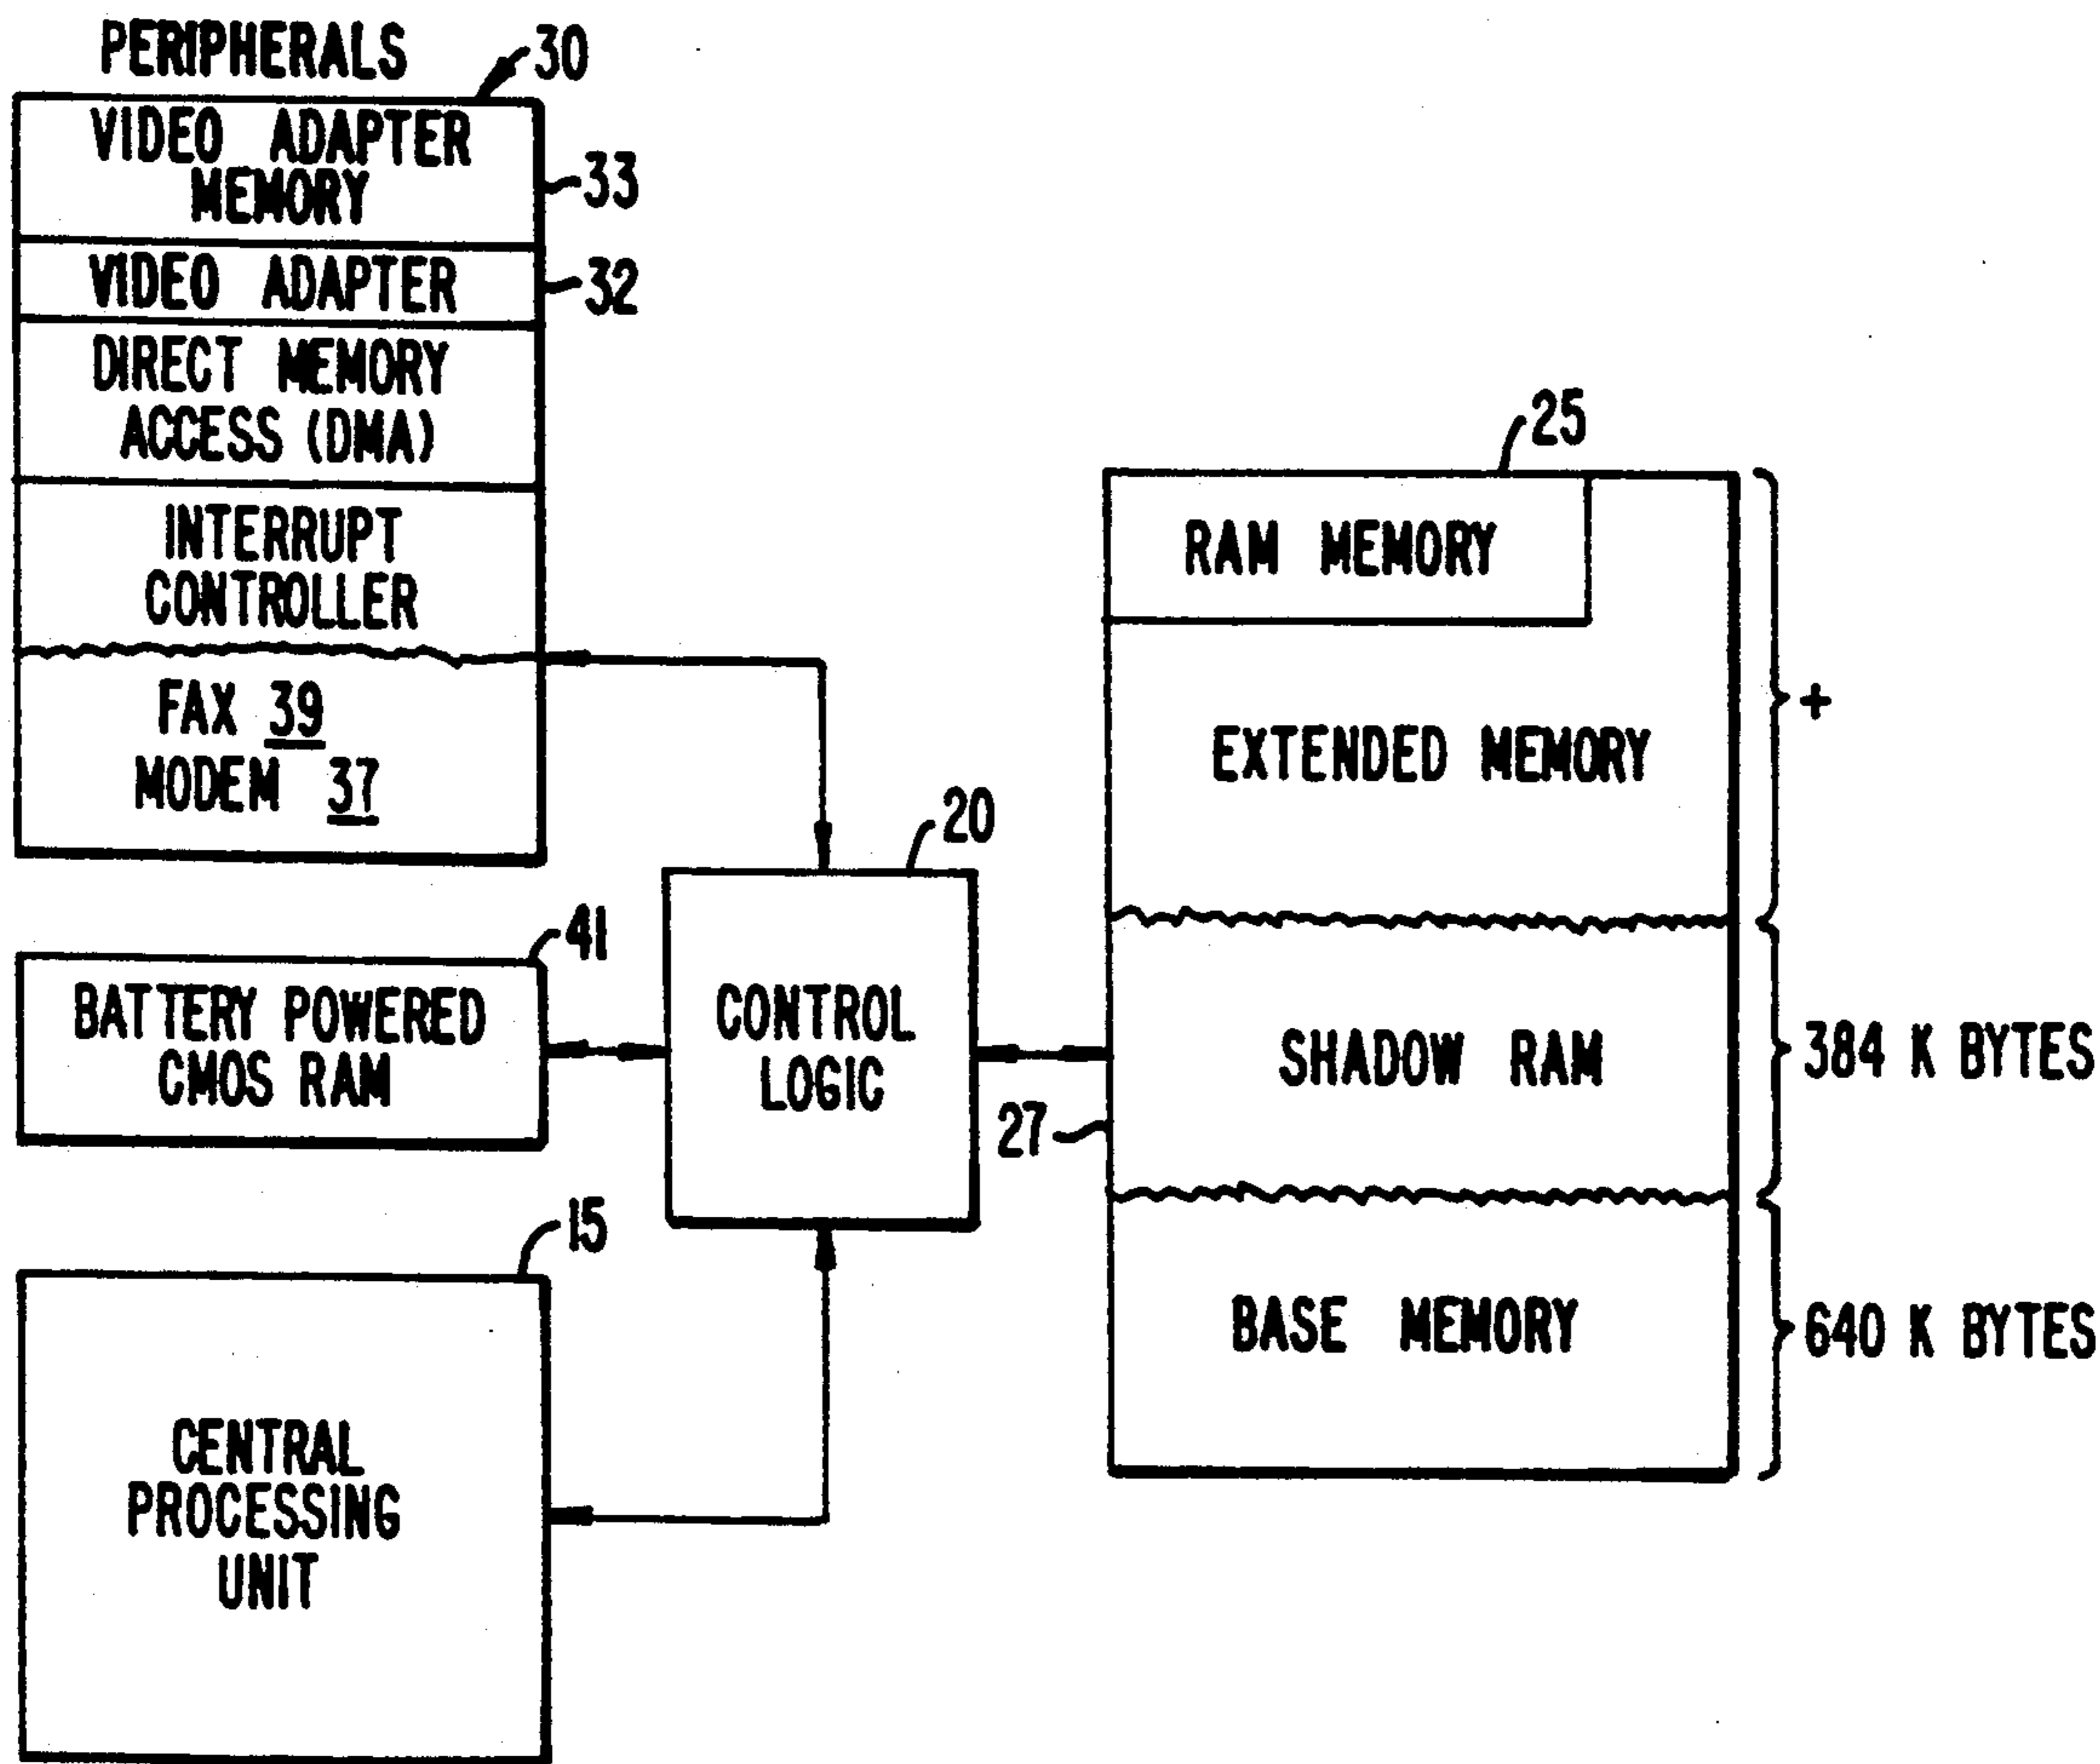 PERIPHERALS
30
VIDEO ADAPTER
MEMORY
33
VIDEO ADAPTER
32
DIRECT MEMORY
ACCESS (DMA)
INTERRUPT
CONTROLLER
FAX 39
MODEM 37
41
BATTERY POWERED
CMOS RAM
15
CENTRAL
PROCESSING
UNIT
20
CONTROL
LOGIC
25
RAM MEMORY
EXTENDED MEMORY
+
SHADOW RAM
27
384 K BYTES
BASE MEMORY
640 K BYTES